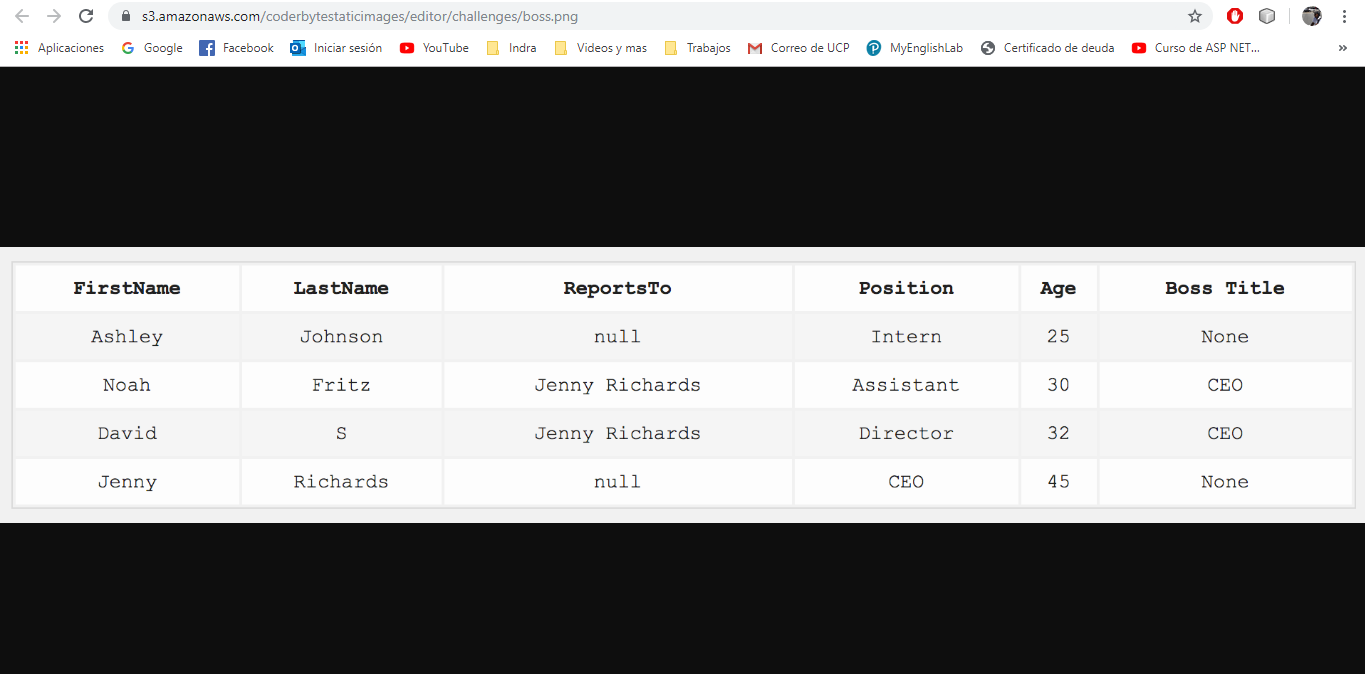 s3.amazonaws.com/coderbytestaticimages/editor/challenges/boss.png
Aplicaciones Google Facebook Iniciar sesión YouTube Indra Videos y mas Trabajos Correo de UCP MyEnglishLab Certificado de deuda Curso de ASP NET... »
FirstName LastName ReportsTo Position Age Boss Title
Ashley Johnson null Intern 25 None
Noah Fritz Jenny Richards Assistant 30 CEO
David S Jenny Richards Director 32 CEO
Jenny Richards null CEO 45 None